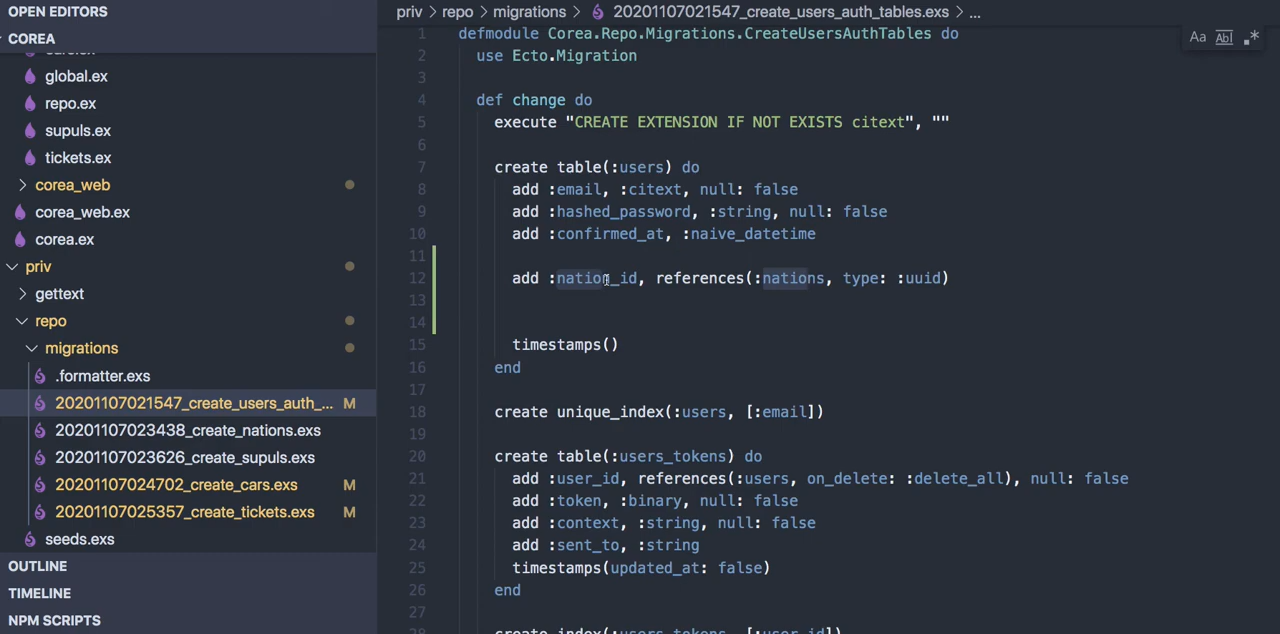 OPEN EDITORS
COREA
global.ex
repo.ex
supuls.ex
tickets.ex
corea_web
corea_web.ex
corea.ex
priv
gettext
repo
migrations
.formatter.exs
20201107021547_create_users_auth_... M
20201107023438_create_nations.exs
20201107023626_create_supuls.exs
20201107024702_create_cars.exs M
20201107025357_create_tickets.exs M
seeds.exs
OUTLINE
TIMELINE
NPM SCRIPTS
priv > repo > migrations > 20201107021547_create_users_auth_tables.exs > ...
Aa Abl .*
1 defmodule Corea.Repo.Migrations.CreateUsersAuthTables do
2 use Ecto.Migration
3
4 def change do
5 execute "CREATE EXTENSION IF NOT EXISTS citext", ""
6
7 create table(:users) do
8 add :email, :citext, null: false
9 add :hashed_password, :string, null: false
10 add :confirmed_at, :naive_datetime
11
12 add :nation_id, references(:nations, type: :uuid)
13
14
15 timestamps()
16 end
17
18 create unique_index(:users, [:email])
19
20 create table(:users_tokens) do
21 add :user_id, references(:users, on_delete: :delete_all), null: false
22 add :token, :binary, null: false
23 add :context, :string, null: false
24 add :sent_to, :string
25 timestamps(updated_at: false)
26 end
27
28 create index(:users_tokens, [:user_id])